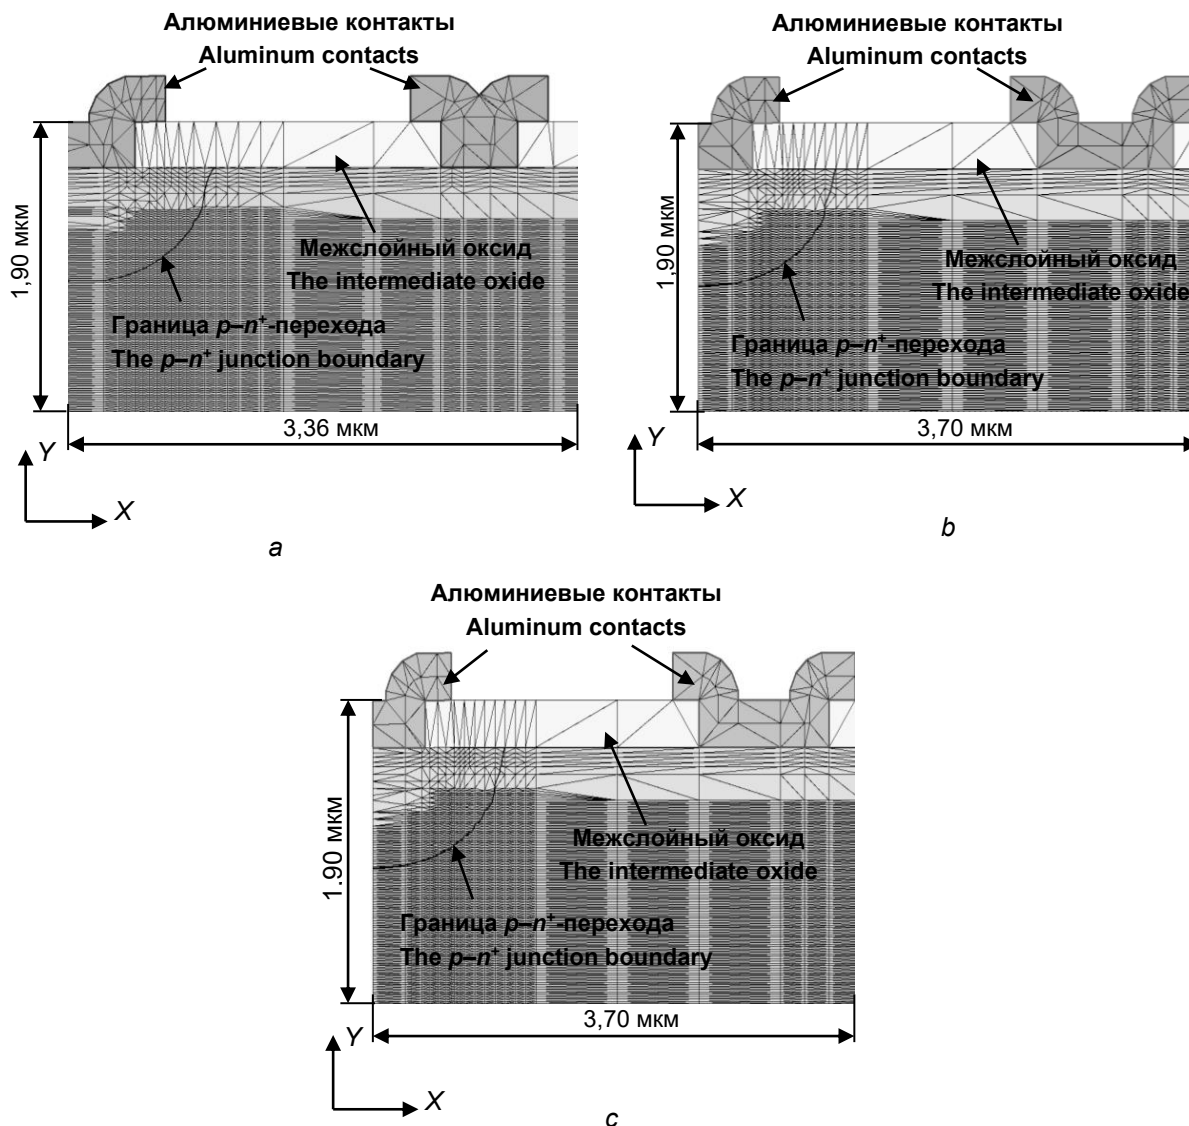 Алюминиевые контакты
Aluminum contacts
1,90 мкм
Межслойный оксид
The intermediate oxide
Граница p–n⁺-перехода
The p–n⁺ junction boundary
3,36 мкм
Y
X
a
Алюминиевые контакты
Aluminum contacts
1,90 мкм
Межслойный оксид
The intermediate oxide
Граница p–n⁺-перехода
The p–n⁺ junction boundary
3,70 мкм
Y
X
b
Алюминиевые контакты
Aluminum contacts
1.90 мкм
Межслойный оксид
The intermediate oxide
Граница p–n⁺-перехода
The p–n⁺ junction boundary
3,70 мкм
Y
X
c